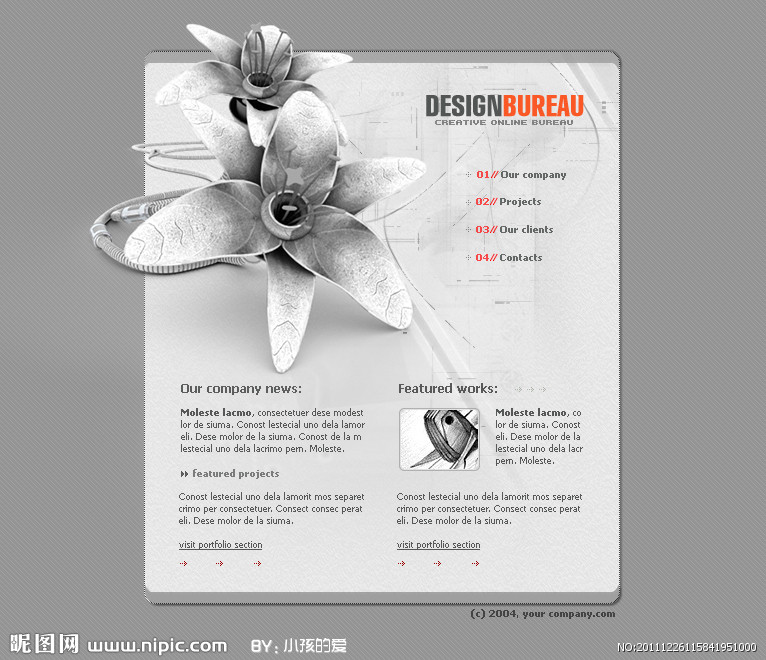 DESIGNBUREAU
CREATIVE ONLINE BUREAU
01// Our company
02// Projects
03// Our clients
04// Contacts
Our company news:
Moleste lacmo, consectetuer dese modest
lor de siuma. Conost lestecial uno dela lamor
eli. Dese molor de la siuma. Conost de la m
lestecial uno dela lacrimo pern. Moleste.
featured projects
Conost lestecial uno dela lamorit mos separet
crimo per consectetuer. Consect consec perat
eli. Dese molor de la siuma.
visit portfolio section
Featured works:
Moleste lacmo, co
lor de siuma. Conost
lestecial uno dela
eli. Dese molor de la
lestecial uno dela lacr
pern. Moleste.
Conost lestecial uno dela lamorit mos separet
crimo per consectetuer. Consect consec perat
eli. Dese molor de la siuma.
visit portfolio section
(c) 2004, your company.com
昵图网 www.nipic.com
BY: 小孩的爱
NO:20111226115841951000